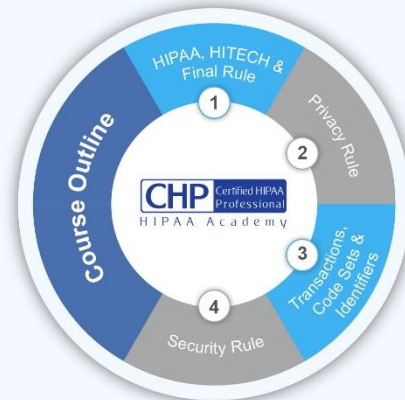 Course Outline
HIPAA, HITECH &
Final Rule
1
Privacy Rule
2
Transactions,
Code Sets &
Identifiers
3
Security Rule
4
CHP Certified HIPAA
Professional
HIPAA Academy